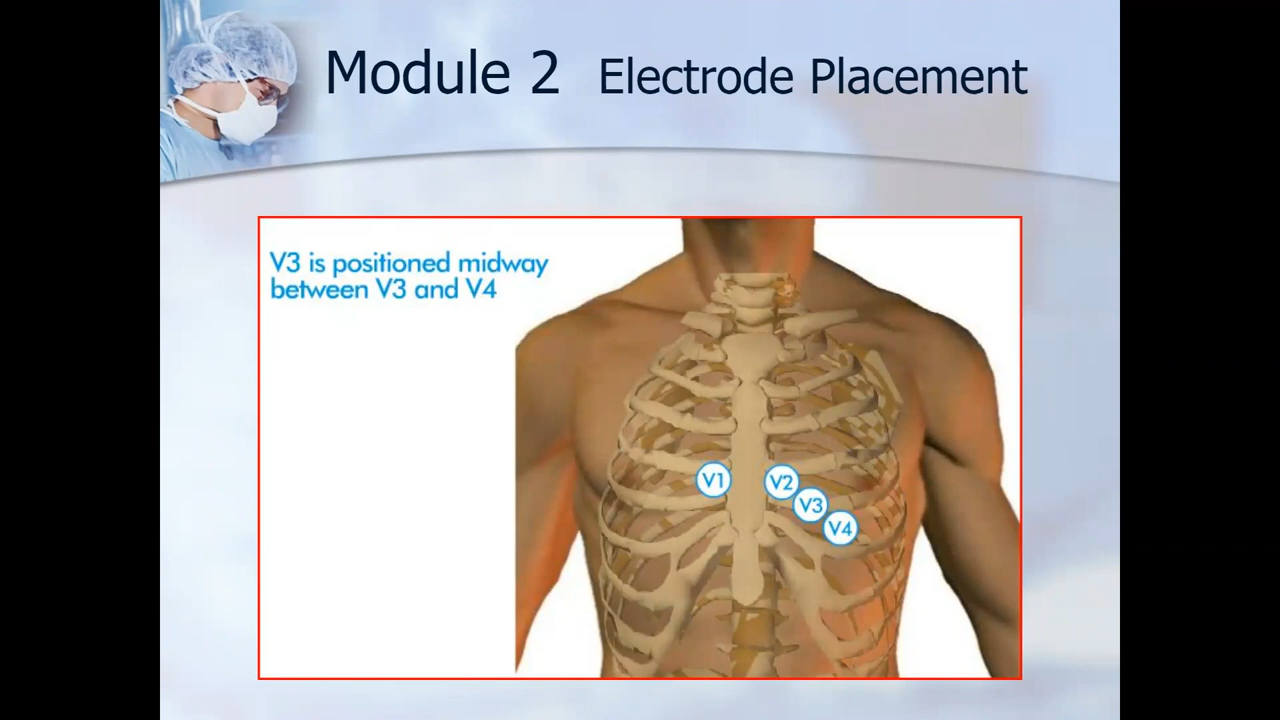 Module 2 Electrode Placement
V3 is positioned midway
between V3 and V4
V1
V2
V3
V4